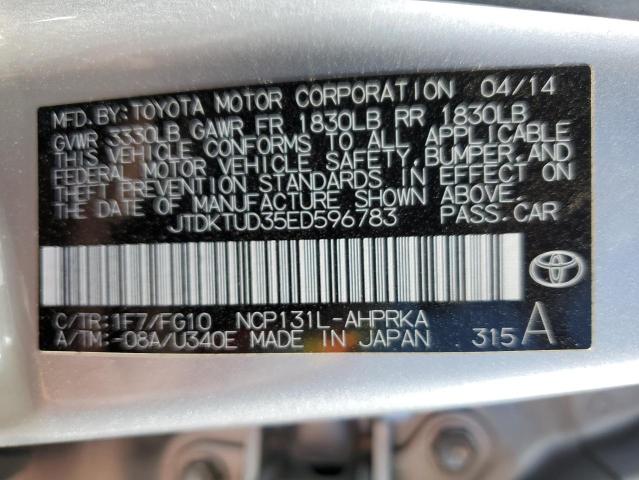 MFD. BY: TOYOTA MOTOR CORPORATION 04/14
GVWR 3330LB GAWR FR 1830LB RR 1830LB
THIS VEHICLE CONFORMS TO ALL APPLICABLE
FEDERAL MOTOR VEHICLE SAFETY, BUMPER, AND
THEFT PREVENTION STANDARDS IN EFFECT ON
THE DATE OF MANUFACTURE SHOWN ABOVE.
JTDKTUD35ED596783 PASS. CAR
C/TR: 1F7/FG10 NCP131L-AHPRKA
A/TM: -08A/U340E MADE IN JAPAN 315 A